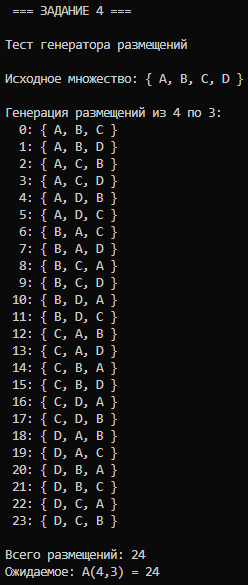 === ЗАДАНИЕ 4 ===
Тест генератора размещений
Исходное множество: { A, B, C, D }
Генерация размещений из 4 по 3:
0: { A, B, C }
1: { A, B, D }
2: { A, C, B }
3: { A, C, D }
4: { A, D, B }
5: { A, D, C }
6: { B, A, C }
7: { B, A, D }
8: { B, C, A }
9: { B, C, D }
10: { B, D, A }
11: { B, D, C }
12: { C, A, B }
13: { C, A, D }
14: { C, B, A }
15: { C, B, D }
16: { C, D, A }
17: { C, D, B }
18: { D, A, B }
19: { D, A, C }
20: { D, B, A }
21: { D, B, C }
22: { D, C, A }
23: { D, C, B }
Всего размещений: 24
Ожидаемое: A(4,3) = 24